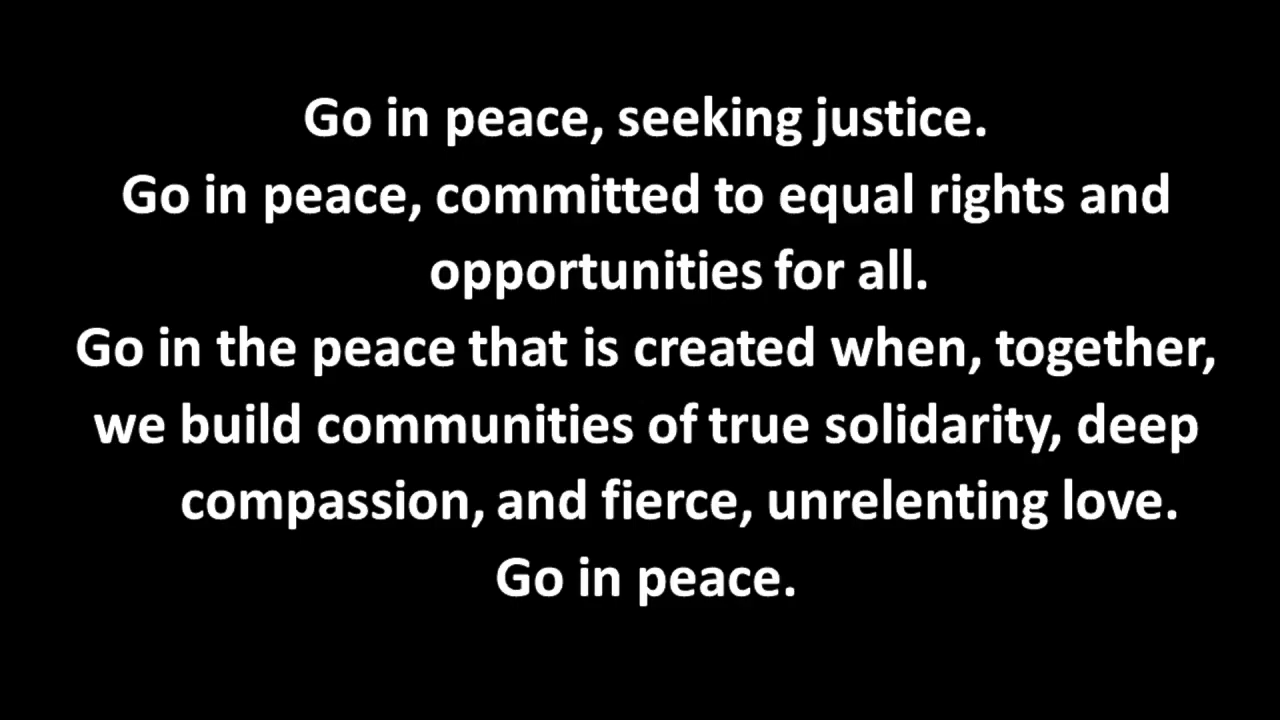 Go in peace, seeking justice.
Go in peace, committed to equal rights and
opportunities for all.
Go in the peace that is created when, together,
we build communities of true solidarity, deep
compassion, and fierce, unrelenting love.
Go in peace.